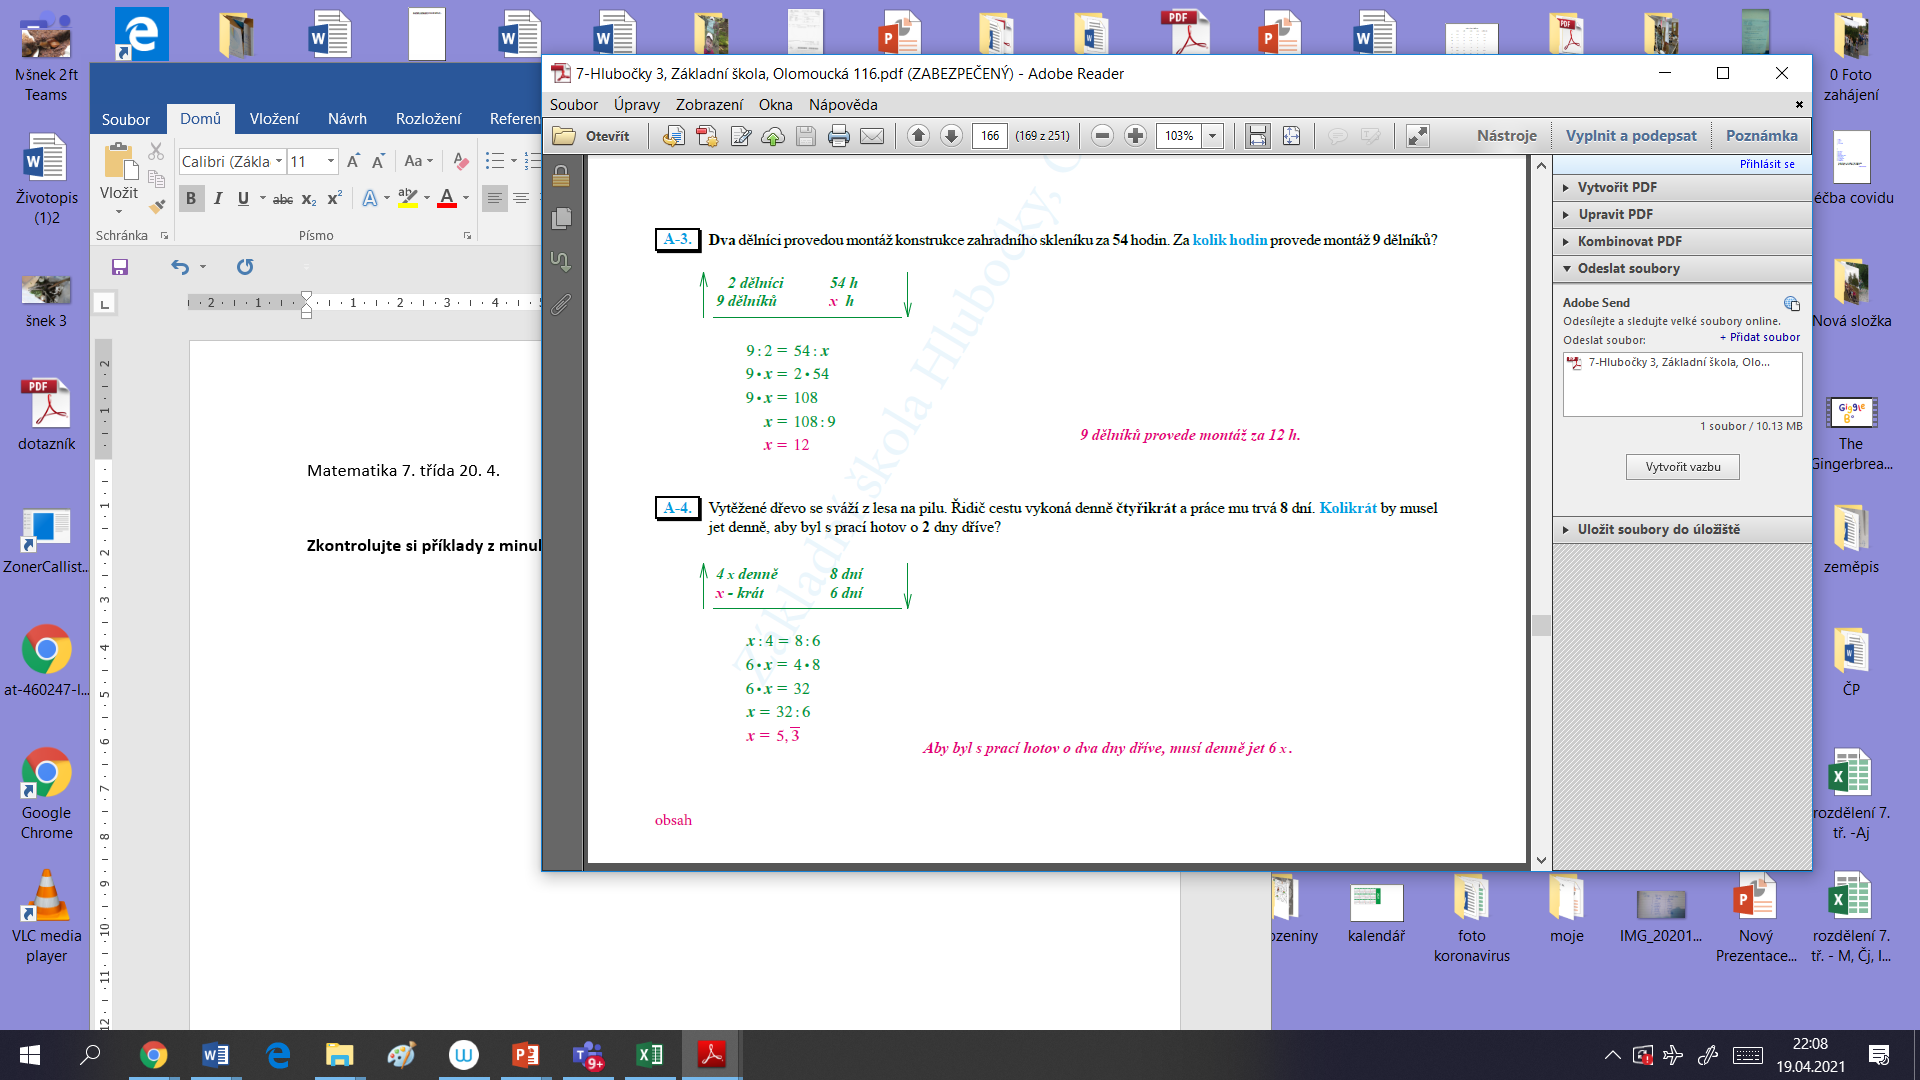 Mšnek 2ft
Teams
Životopis
(1)2
šnek 3
dotazník
ZonerCallist...
at-460247-I...
Google
Chrome
VLC media
player
Soubor Domů Vložení Návrh Rozložení Referen
Calibri (Zákla 11
Vložit
Schránka Písmo
Matematika 7. třída 20. 4.
Zkontrolujte si příklady z minul
7-Hlubočky 3, Základní škola, Olomoucká 116.pdf (ZABEZPEČENÝ) - Adobe Reader
Soubor Úpravy Zobrazení Okna Nápověda
Otevřít 166 (169 z 251) 103% Nástroje Vyplnit a podepsat Poznámka
A-3. Dva dělníci provedou montáž konstrukce zahradního skleníku za 54 hodin. Za kolik hodin provede montáž 9 dělníků?
2 dělníci 54 h
9 dělníků x h
9 : 2 = 54 : x
9 • x = 2 • 54
9 • x = 108
x = 108 : 9
x = 12
9 dělníků provede montáž za 12 h.
A-4. Vytěžené dřevo se sváží z lesa na pilu. Řidič cestu vykoná denně čtyřikrát a práce mu trvá 8 dní. Kolikrát by musel
jet denně, aby byl s prací hotov o 2 dny dříve?
4 x denně 8 dní
x - krát 6 dní
x : 4 = 8 : 6
6 • x = 4 • 8
6 • x = 32
x = 32 : 6
x = 5,3̅
Aby byl s prací hotov o dva dny dříve, musí denně jet 6 x.
obsah
Základní škola Hlubočky,
Přihlásit se
Vytvořit PDF
Upravit PDF
Kombinovat PDF
Odeslat soubory
Adobe Send
Odesílejte a sledujte velké soubory online.
Odeslat soubor: + Přidat soubor
7-Hlubočky 3, Základní škola, Olo...
1 soubor / 10.13 MB
Vytvořit vazbu
Uložit soubory do úložiště
0 Foto
zahájení
éčba covidu
Nová složka
The
Gingerbrea...
zeměpis
ČP
rozdělení 7.
tř. -Aj
ozeniny
kalendář
foto
koronavirus
moje
IMG_20201...
Nový
Prezentace...
rozdělení 7.
tř. - M, Čj, I...
22:08
19.04.2021